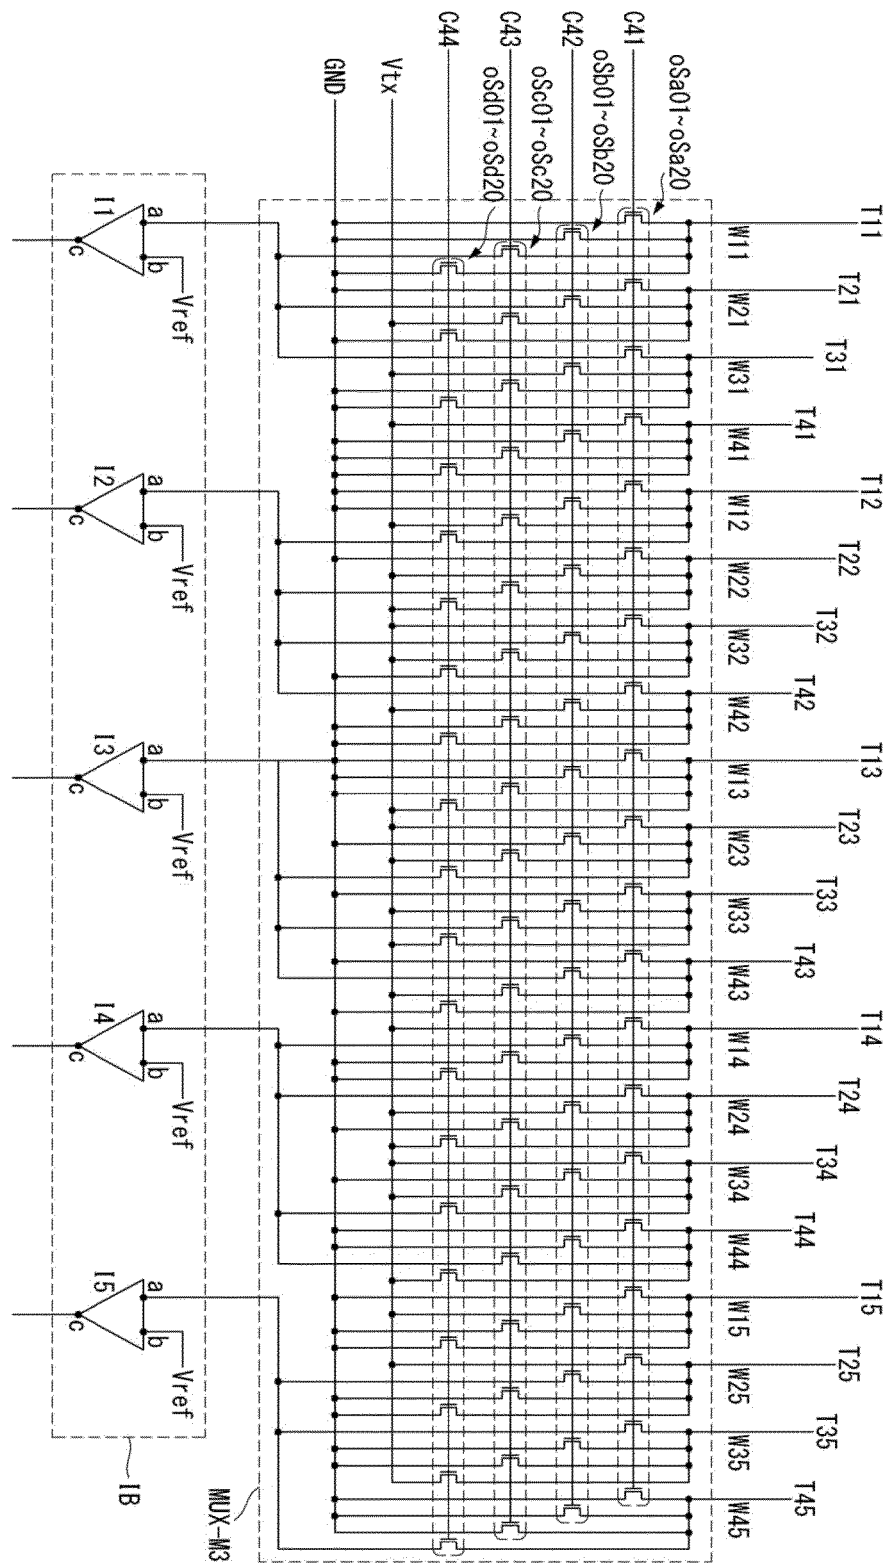 C44
C43
C42
C41
GND
Vtx
oSd01~oSd20
oSc01~oSc20
oSb01~oSb20
oSa01~oSa20
T11
W11
T21
W21
T31
W31
T41
W41
T12
W12
T22
W22
T32
W32
T42
W42
T13
W13
T23
W23
T33
W33
T43
W43
T14
W14
T24
W24
T34
W34
T44
W44
T15
W15
T25
W25
T35
W35
T45
W45
I1
a
b
c
Vref
I2
a
b
c
Vref
I3
a
b
c
Vref
I4
a
b
c
Vref
I5
a
b
c
Vref
IB
MUX-M3